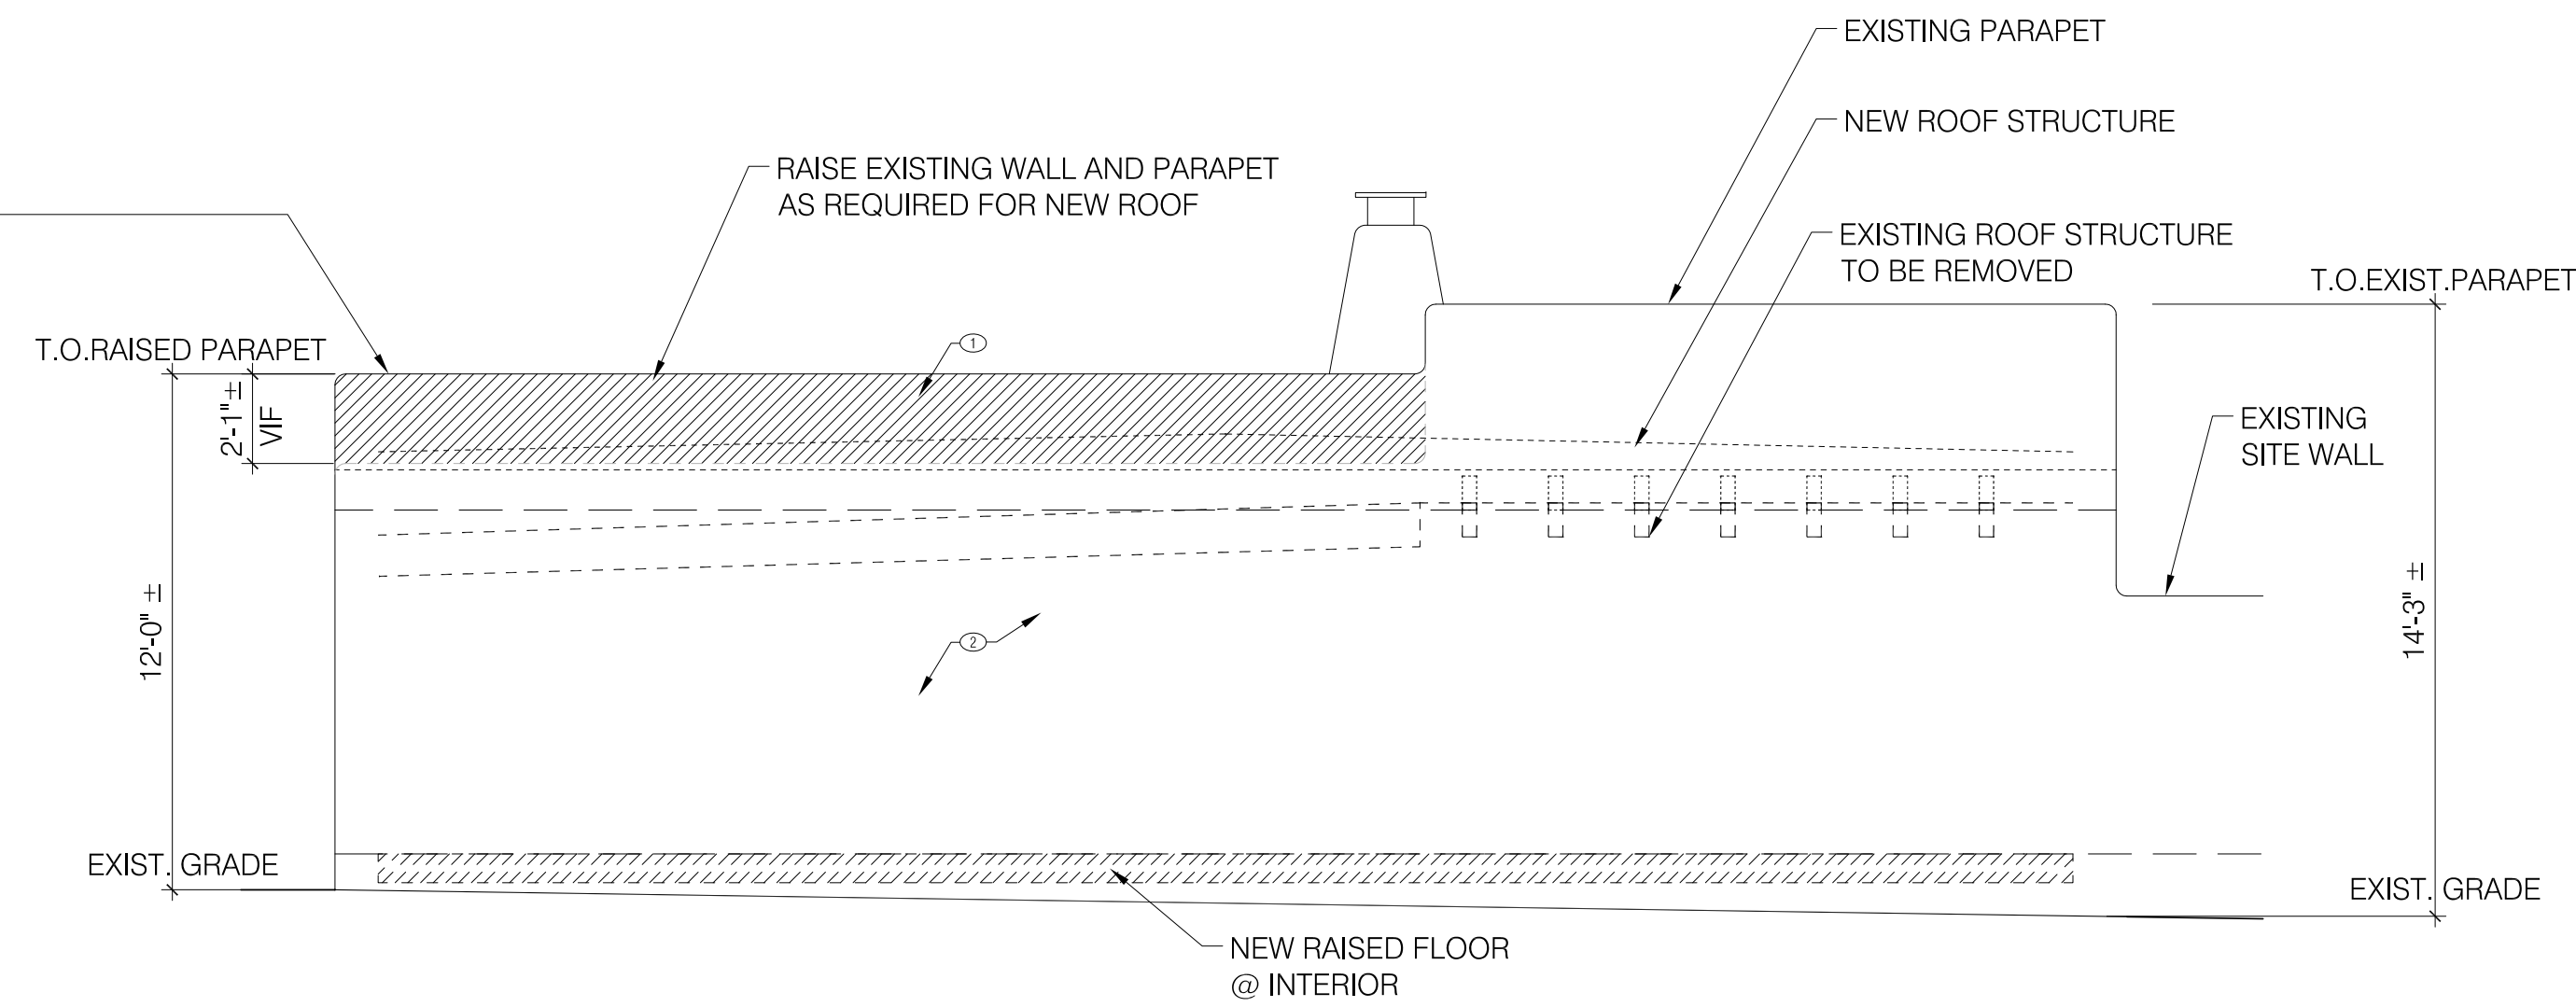 EXISTING PARAPET
NEW ROOF STRUCTURE
RAISE EXISTING WALL AND PARAPET
AS REQUIRED FOR NEW ROOF
EXISTING ROOF STRUCTURE
TO BE REMOVED
T.O.EXIST.PARAPET
T.O.RAISED PARAPET
1
2'-1"±
VIF
EXISTING
SITE WALL
12'-0" ±
14'-3" ±
2
EXIST. GRADE
EXIST. GRADE
NEW RAISED FLOOR
@ INTERIOR